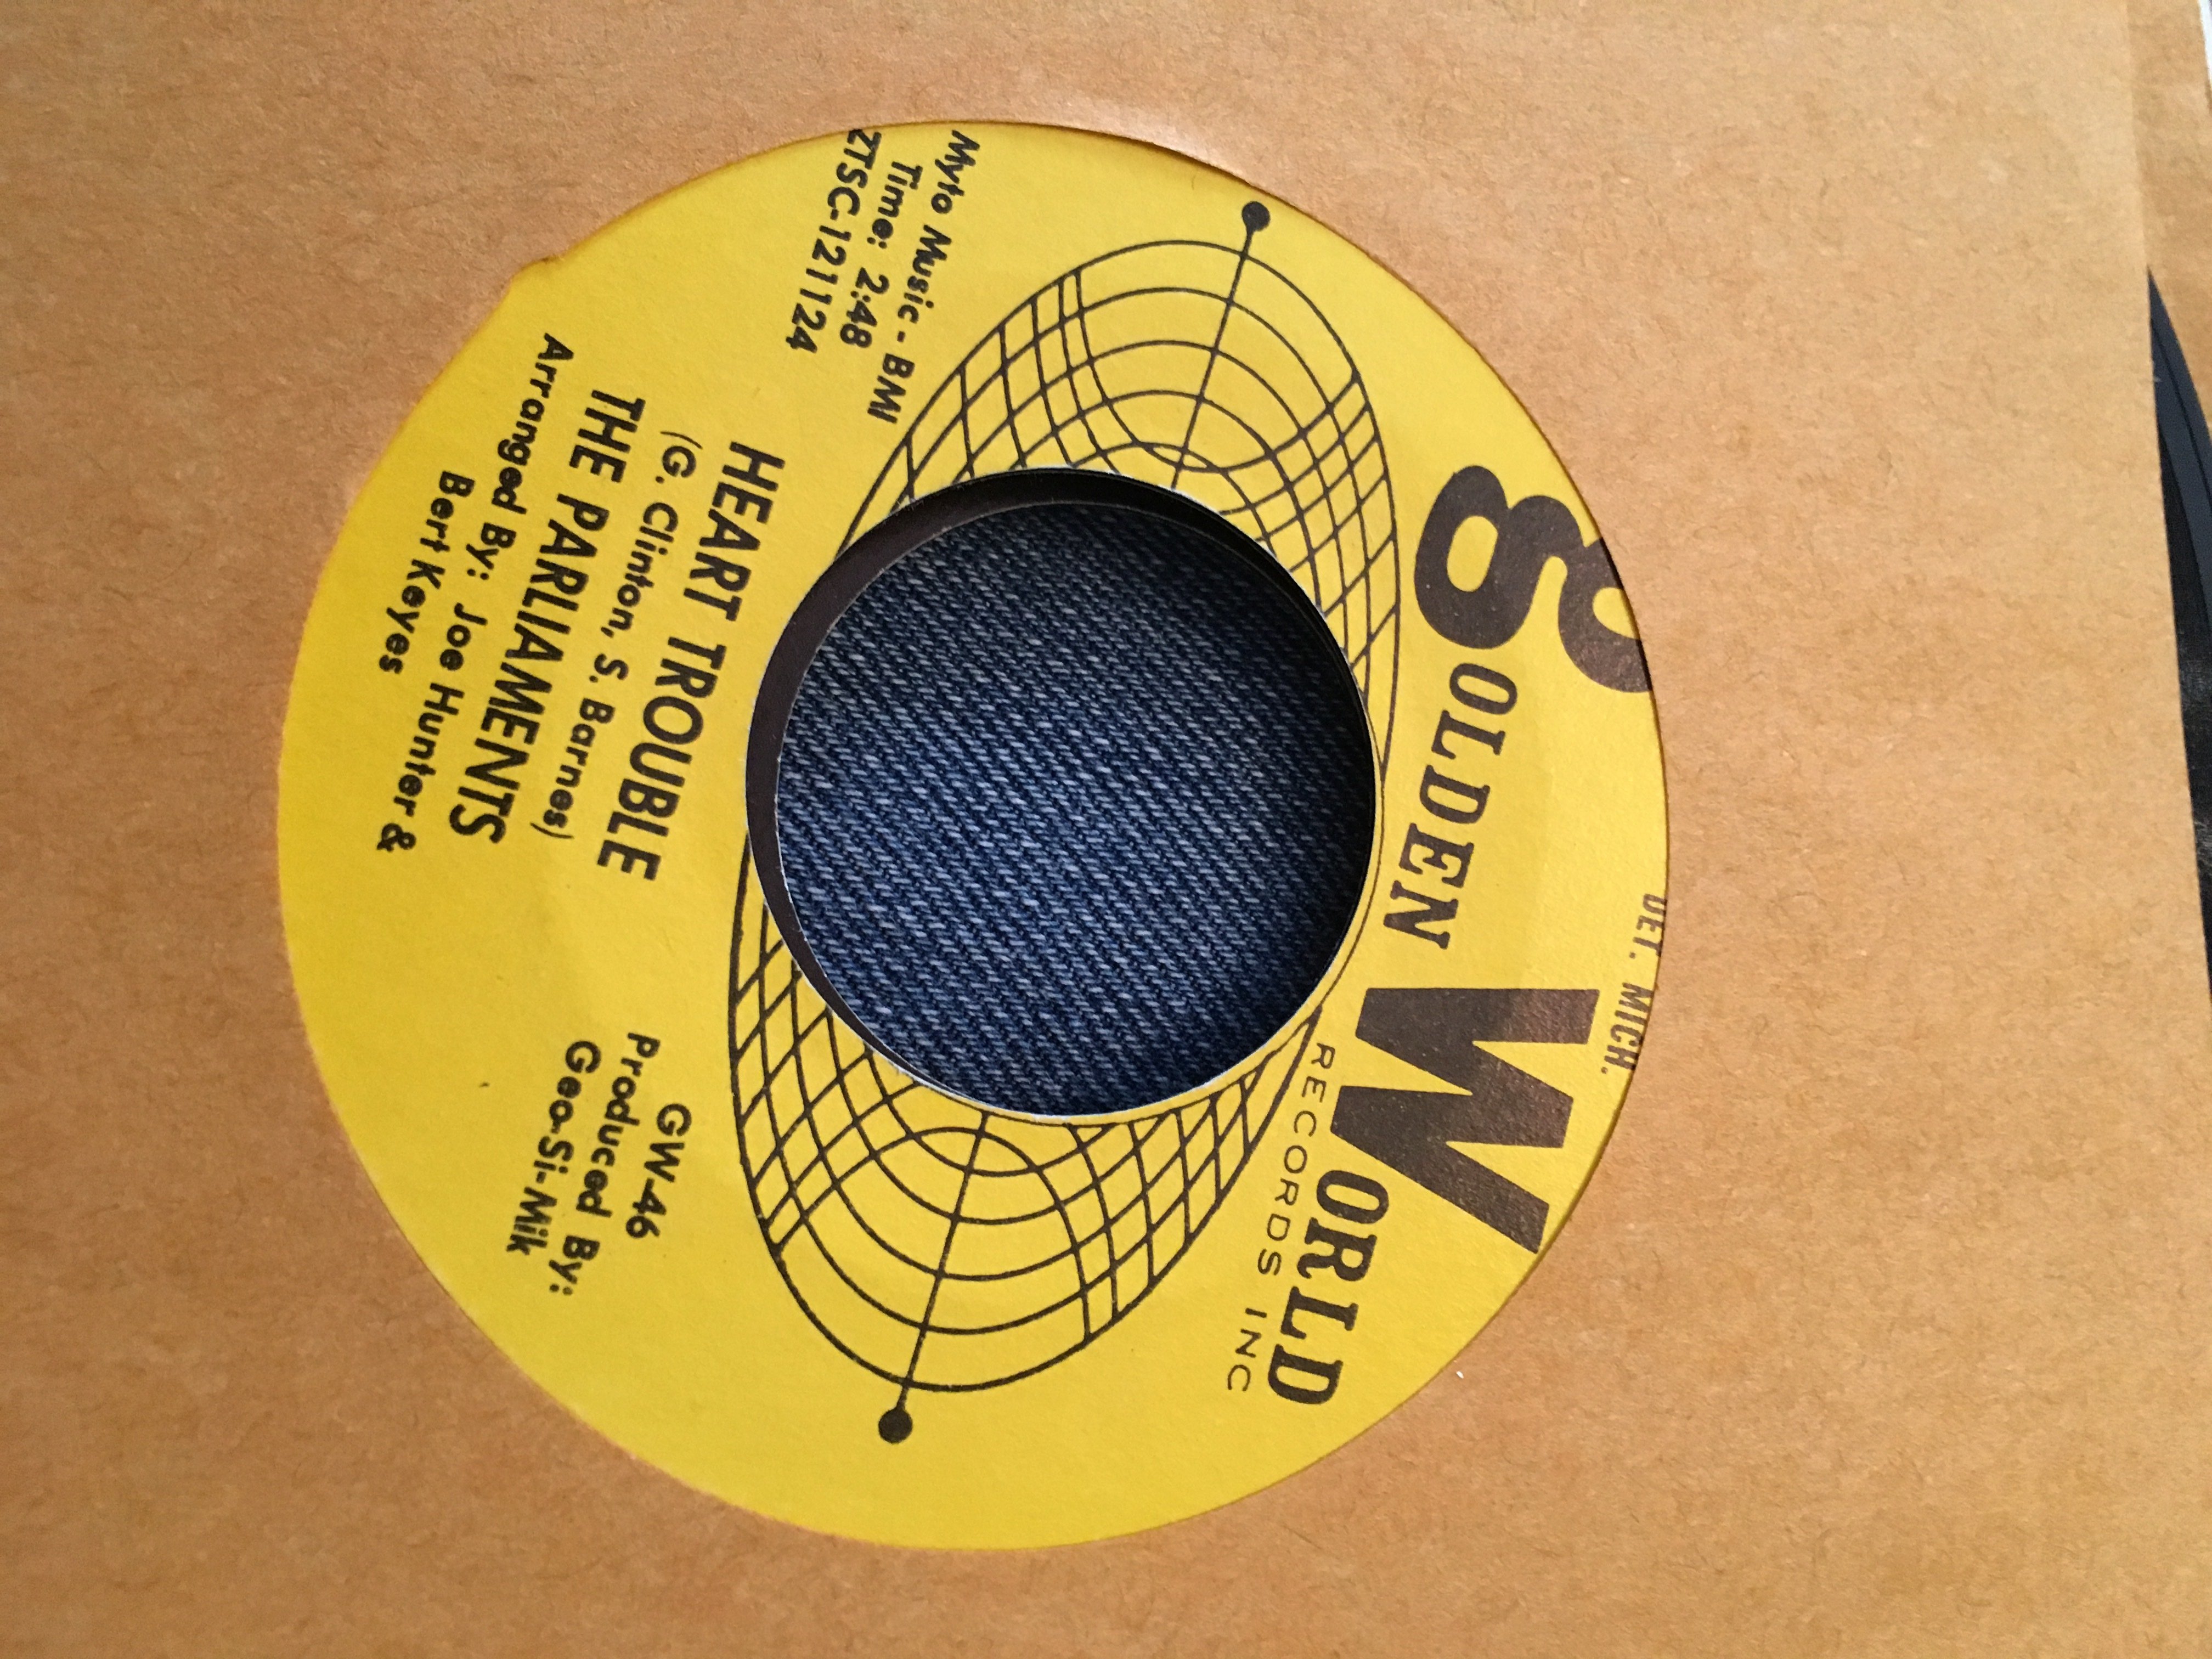 DET. MICH.
gOLDEN WORLD
RECORDS INC
Myto Music - BMI
Time: 2:48
ZTSC-121124
GW-46
Produced By:
Geo-Si-Mik
HEART TROUBLE
(G. Clinton, S. Barnes)
THE PARLIAMENTS
Arranged By: Joe Hunter &
Bert Keyes